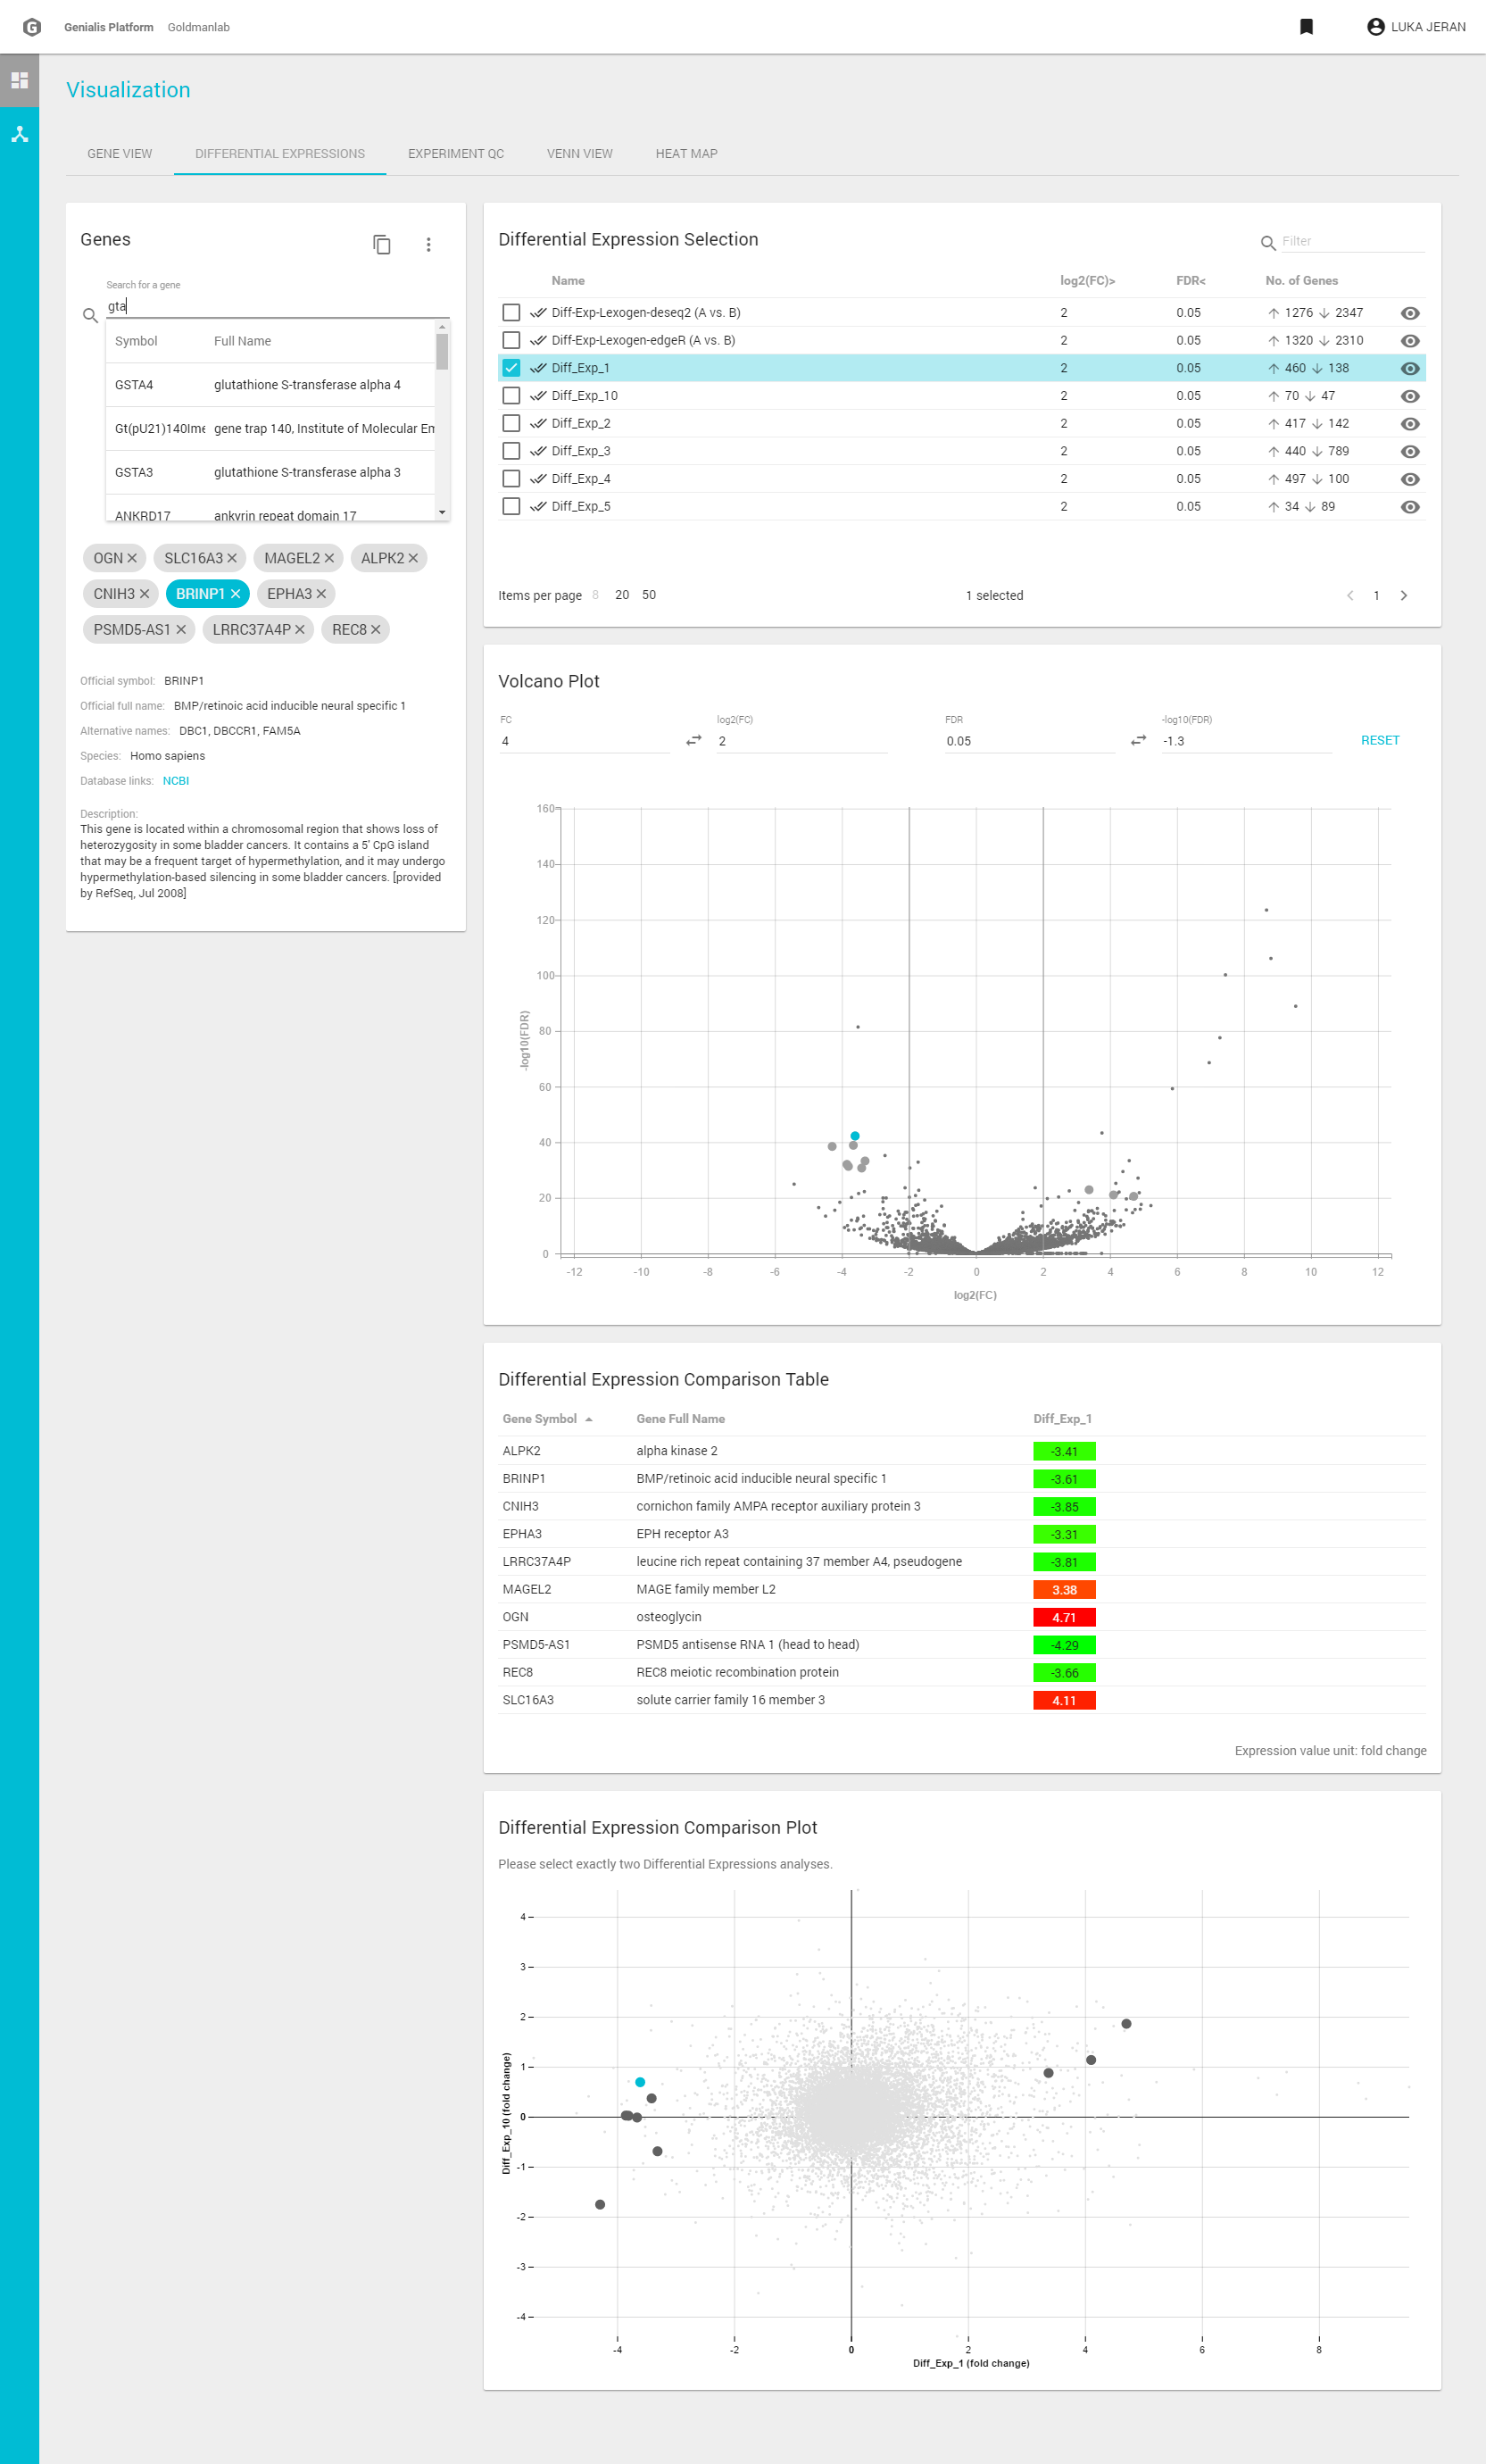 Genialis Platform Goldmanlab LUKA JERAN
Visualization
GENE VIEW DIFFERENTIAL EXPRESSIONS EXPERIMENT QC VENN VIEW HEAT MAP
Genes
Search for a gene
gta
Symbol Full Name
GSTA4 glutathione S-transferase alpha 4
Gt(pU21)140Ime gene trap 140, Institute of Molecular Em
GSTA3 glutathione S-transferase alpha 3
ANKRD17 ankyrin repeat domain 17
OGN SLC16A3 MAGEL2 ALPK2
CNIH3 BRINP1 EPHA3
PSMD5-AS1 LRRC37A4P REC8
Official symbol: BRINP1
Official full name: BMP/retinoic acid inducible neural specific 1
Alternative names: DBC1, DBCCR1, FAM5A
Species: Homo sapiens
Database links: NCBI
Description:
This gene is located within a chromosomal region that shows loss of
heterozygosity in some bladder cancers. It contains a 5' CpG island
that may be a frequent target of hypermethylation, and it may undergo
hypermethylation-based silencing in some bladder cancers. [provided
by RefSeq, Jul 2008]
Differential Expression Selection Filter
Name log2(FC)> FDR< No. of Genes
Diff-Exp-Lexogen-deseq2 (A vs. B) 2 0.05 ↑ 1276 ↓ 2347
Diff-Exp-Lexogen-edgeR (A vs. B) 2 0.05 ↑ 1320 ↓ 2310
Diff_Exp_1 2 0.05 ↑ 460 ↓ 138
Diff_Exp_10 2 0.05 ↑ 70 ↓ 47
Diff_Exp_2 2 0.05 ↑ 417 ↓ 142
Diff_Exp_3 2 0.05 ↑ 440 ↓ 789
Diff_Exp_4 2 0.05 ↑ 497 ↓ 100
Diff_Exp_5 2 0.05 ↑ 34 ↓ 89
Items per page 8 20 50 1 selected 1
Volcano Plot
FC log2(FC) FDR -log10(FDR)
4 2 0.05 -1.3 RESET
160
140
120
100
80
60
40
20
0
-log10(FDR)
-12 -10 -8 -6 -4 -2 0 2 4 6 8 10 12
log2(FC)
Differential Expression Comparison Table
Gene Symbol Gene Full Name Diff_Exp_1
ALPK2 alpha kinase 2 -3.41
BRINP1 BMP/retinoic acid inducible neural specific 1 -3.61
CNIH3 cornichon family AMPA receptor auxiliary protein 3 -3.85
EPHA3 EPH receptor A3 -3.31
LRRC37A4P leucine rich repeat containing 37 member A4, pseudogene -3.81
MAGEL2 MAGE family member L2 3.38
OGN osteoglycin 4.71
PSMD5-AS1 PSMD5 antisense RNA 1 (head to head) -4.29
REC8 REC8 meiotic recombination protein -3.66
SLC16A3 solute carrier family 16 member 3 4.11
Expression value unit: fold change
Differential Expression Comparison Plot
Please select exactly two Differential Expressions analyses.
4
3
2
1
0
-1
-2
-3
-4
Diff_Exp_10 (fold change)
-4 -2 0 2 4 6 8
Diff_Exp_1 (fold change)